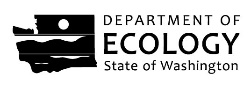 DEPARTMENT OF
ECOLOGY
State of Washington